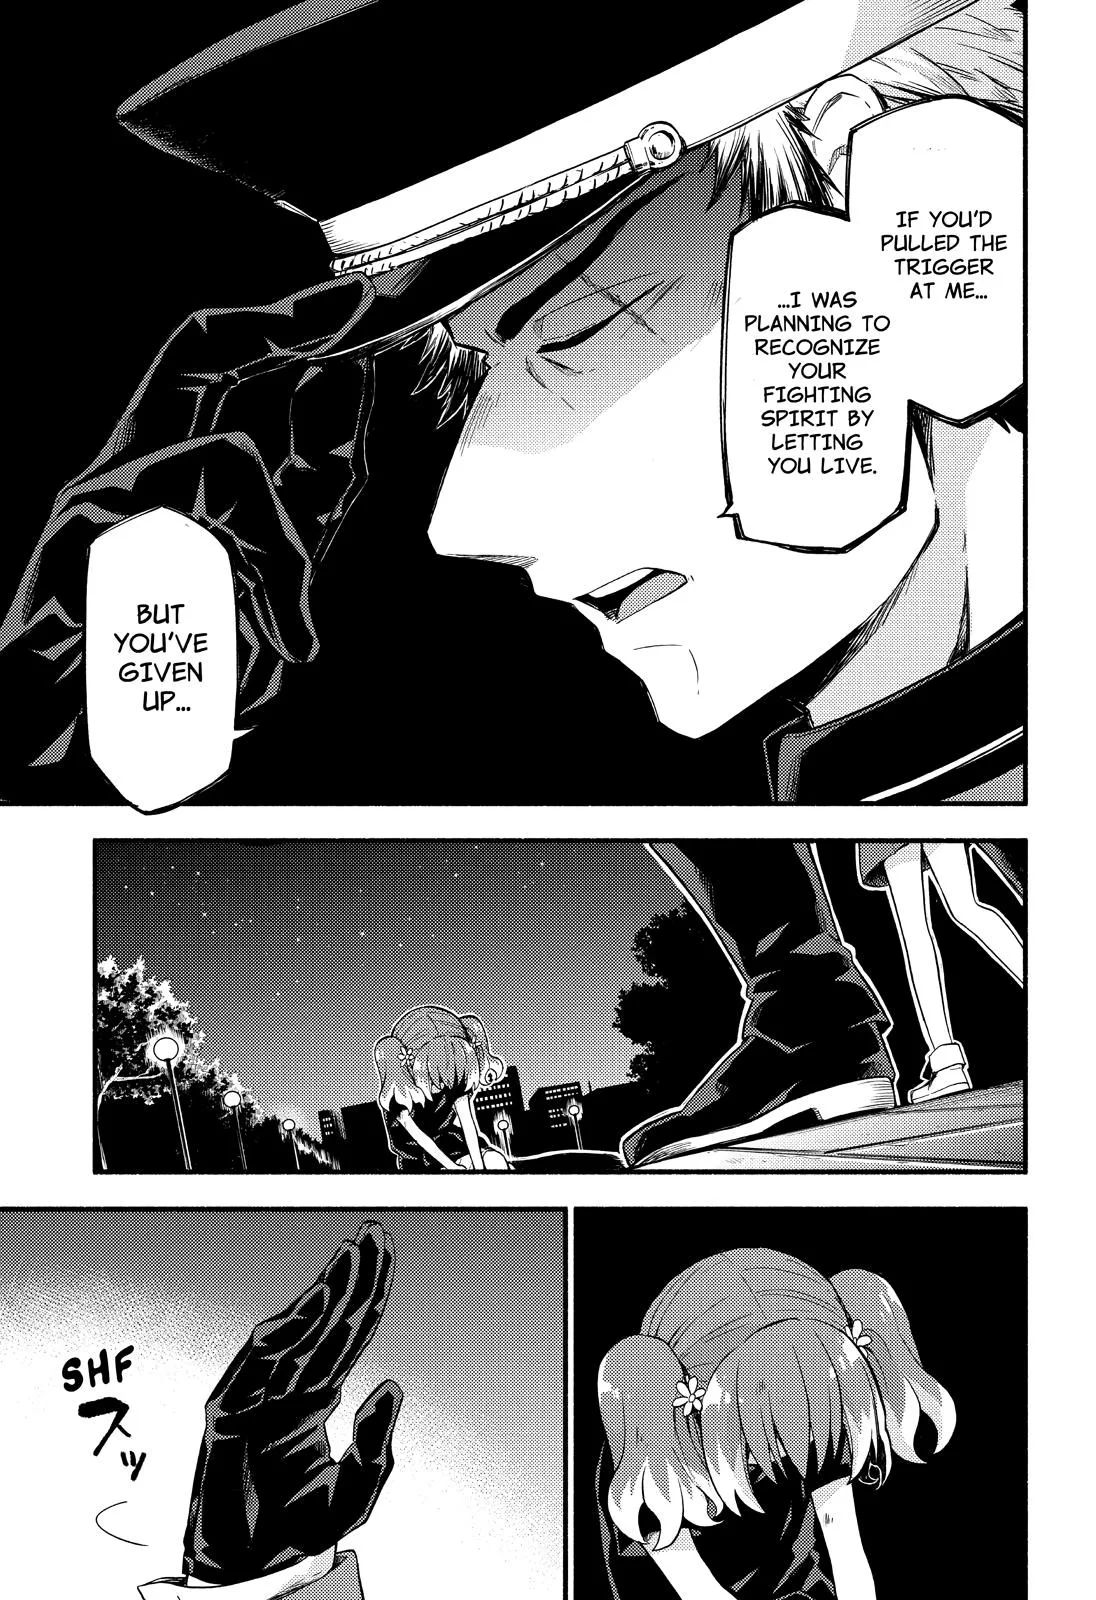 IF YOU'D
PULLED THE
TRIGGER
AT ME...
...I WAS
PLANNING TO
RECOGNIZE
YOUR
FIGHTING
SPIRIT BY
LETTING
YOU LIVE.
BUT
YOU'VE
GIVEN
UP...
SHF
スッ